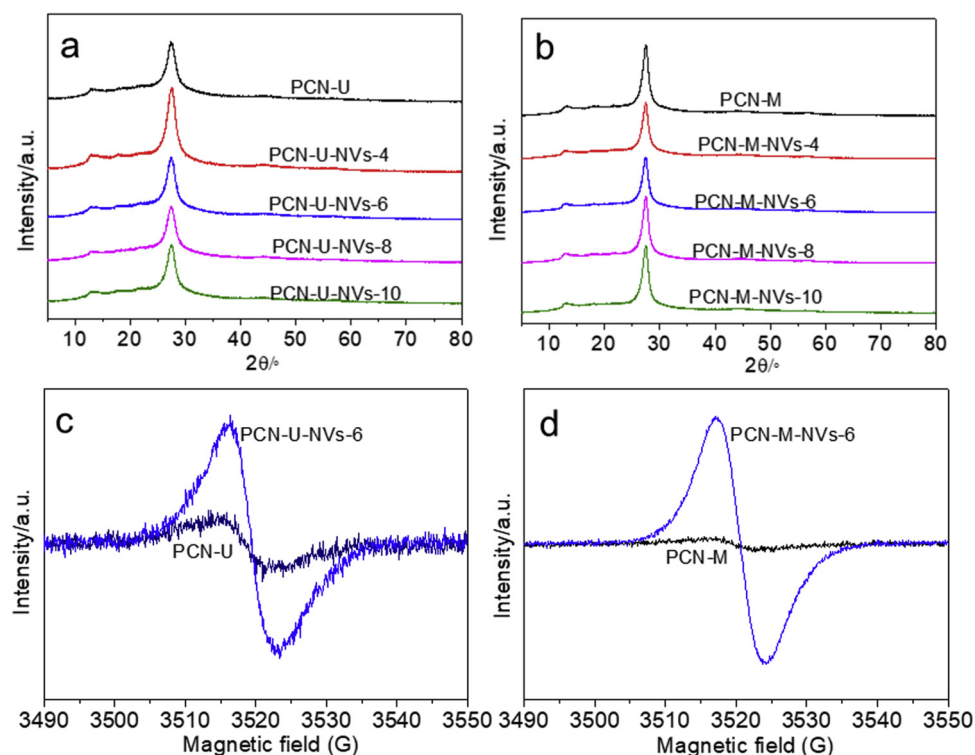 a
PCN-U
PCN-U-NVs-4
PCN-U-NVs-6
PCN-U-NVs-8
PCN-U-NVs-10
Intensity/a.u.
10 20 30 40 50 60 70 80
2θ/°
b
PCN-M
PCN-M-NVs-4
PCN-M-NVs-6
PCN-M-NVs-8
PCN-M-NVs-10
Intensity/a.u.
10 20 30 40 50 60 70 80
2θ/°
c
PCN-U-NVs-6
PCN-U
Intensity/a.u.
3490 3500 3510 3520 3530 3540 3550
Magnetic field (G)
d
PCN-M-NVs-6
PCN-M
Intensity/a.u.
3490 3500 3510 3520 3530 3540 3550
Magnetic field (G)